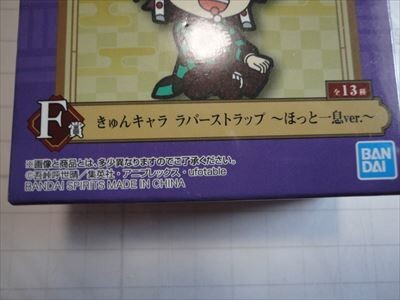 全13種
F賞 きゅんキャラ ラバーストラップ ～ほっと一息ver.～
※画像と商品とは、多少異なりますのでご了承ください。
©吾峠呼世晴／集英社・アニプレックス・ufotable
BANDAI SPIRITS MADE IN CHINA
BAN
DAI